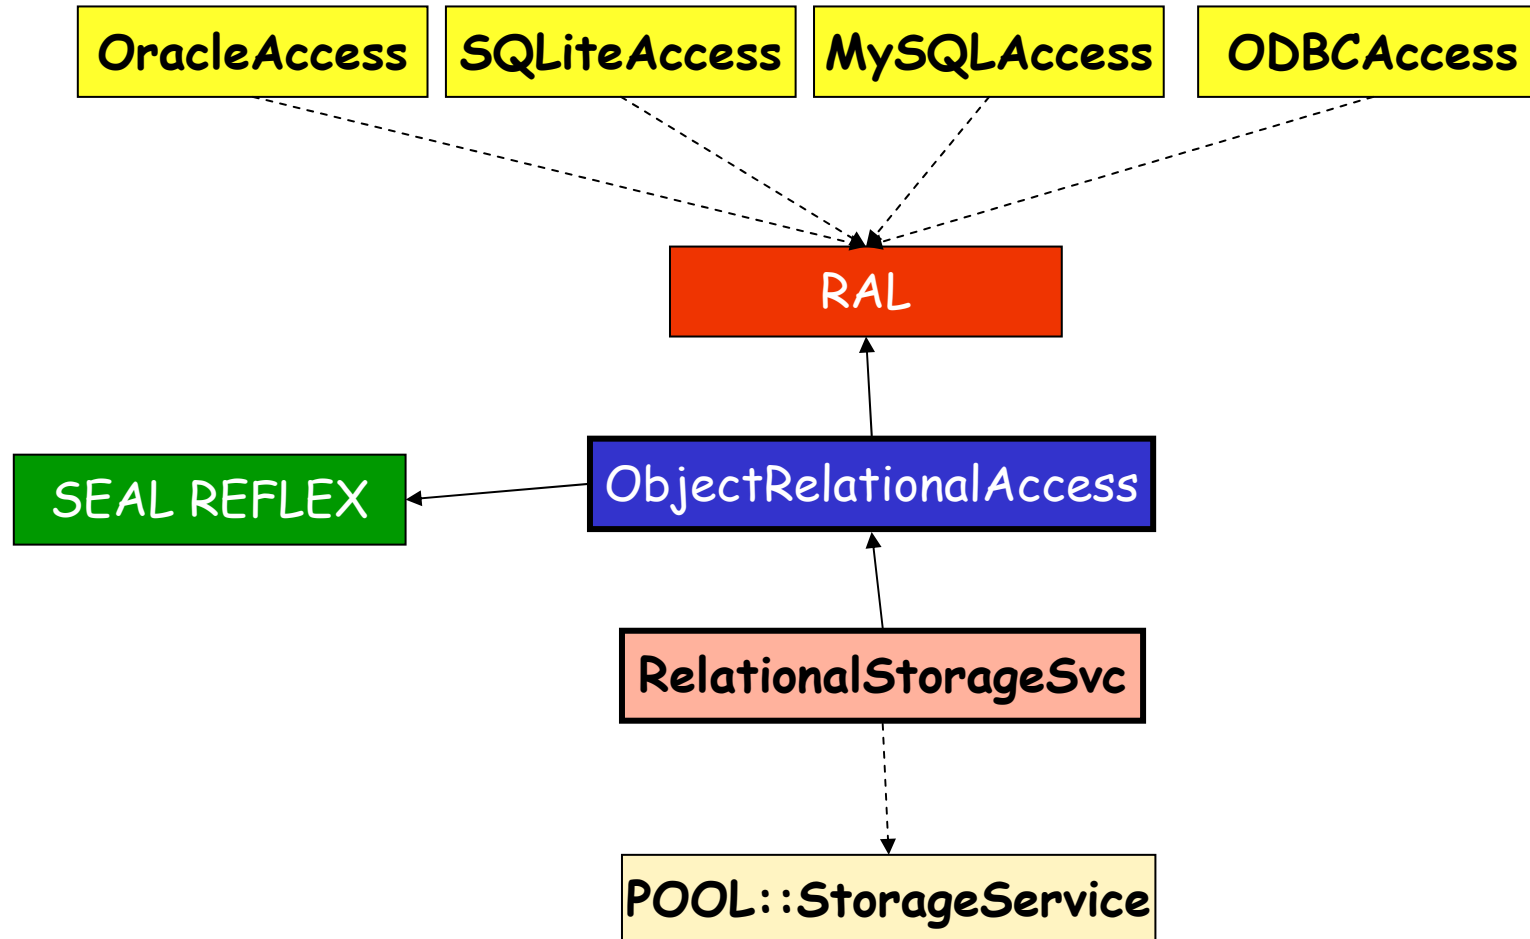 OracleAccess
SQLiteAccess
MySQLAccess
ODBCAccess
RAL
SEAL REFLEX
ObjectRelationalAccess
RelationalStorageSvc
POOL::StorageService